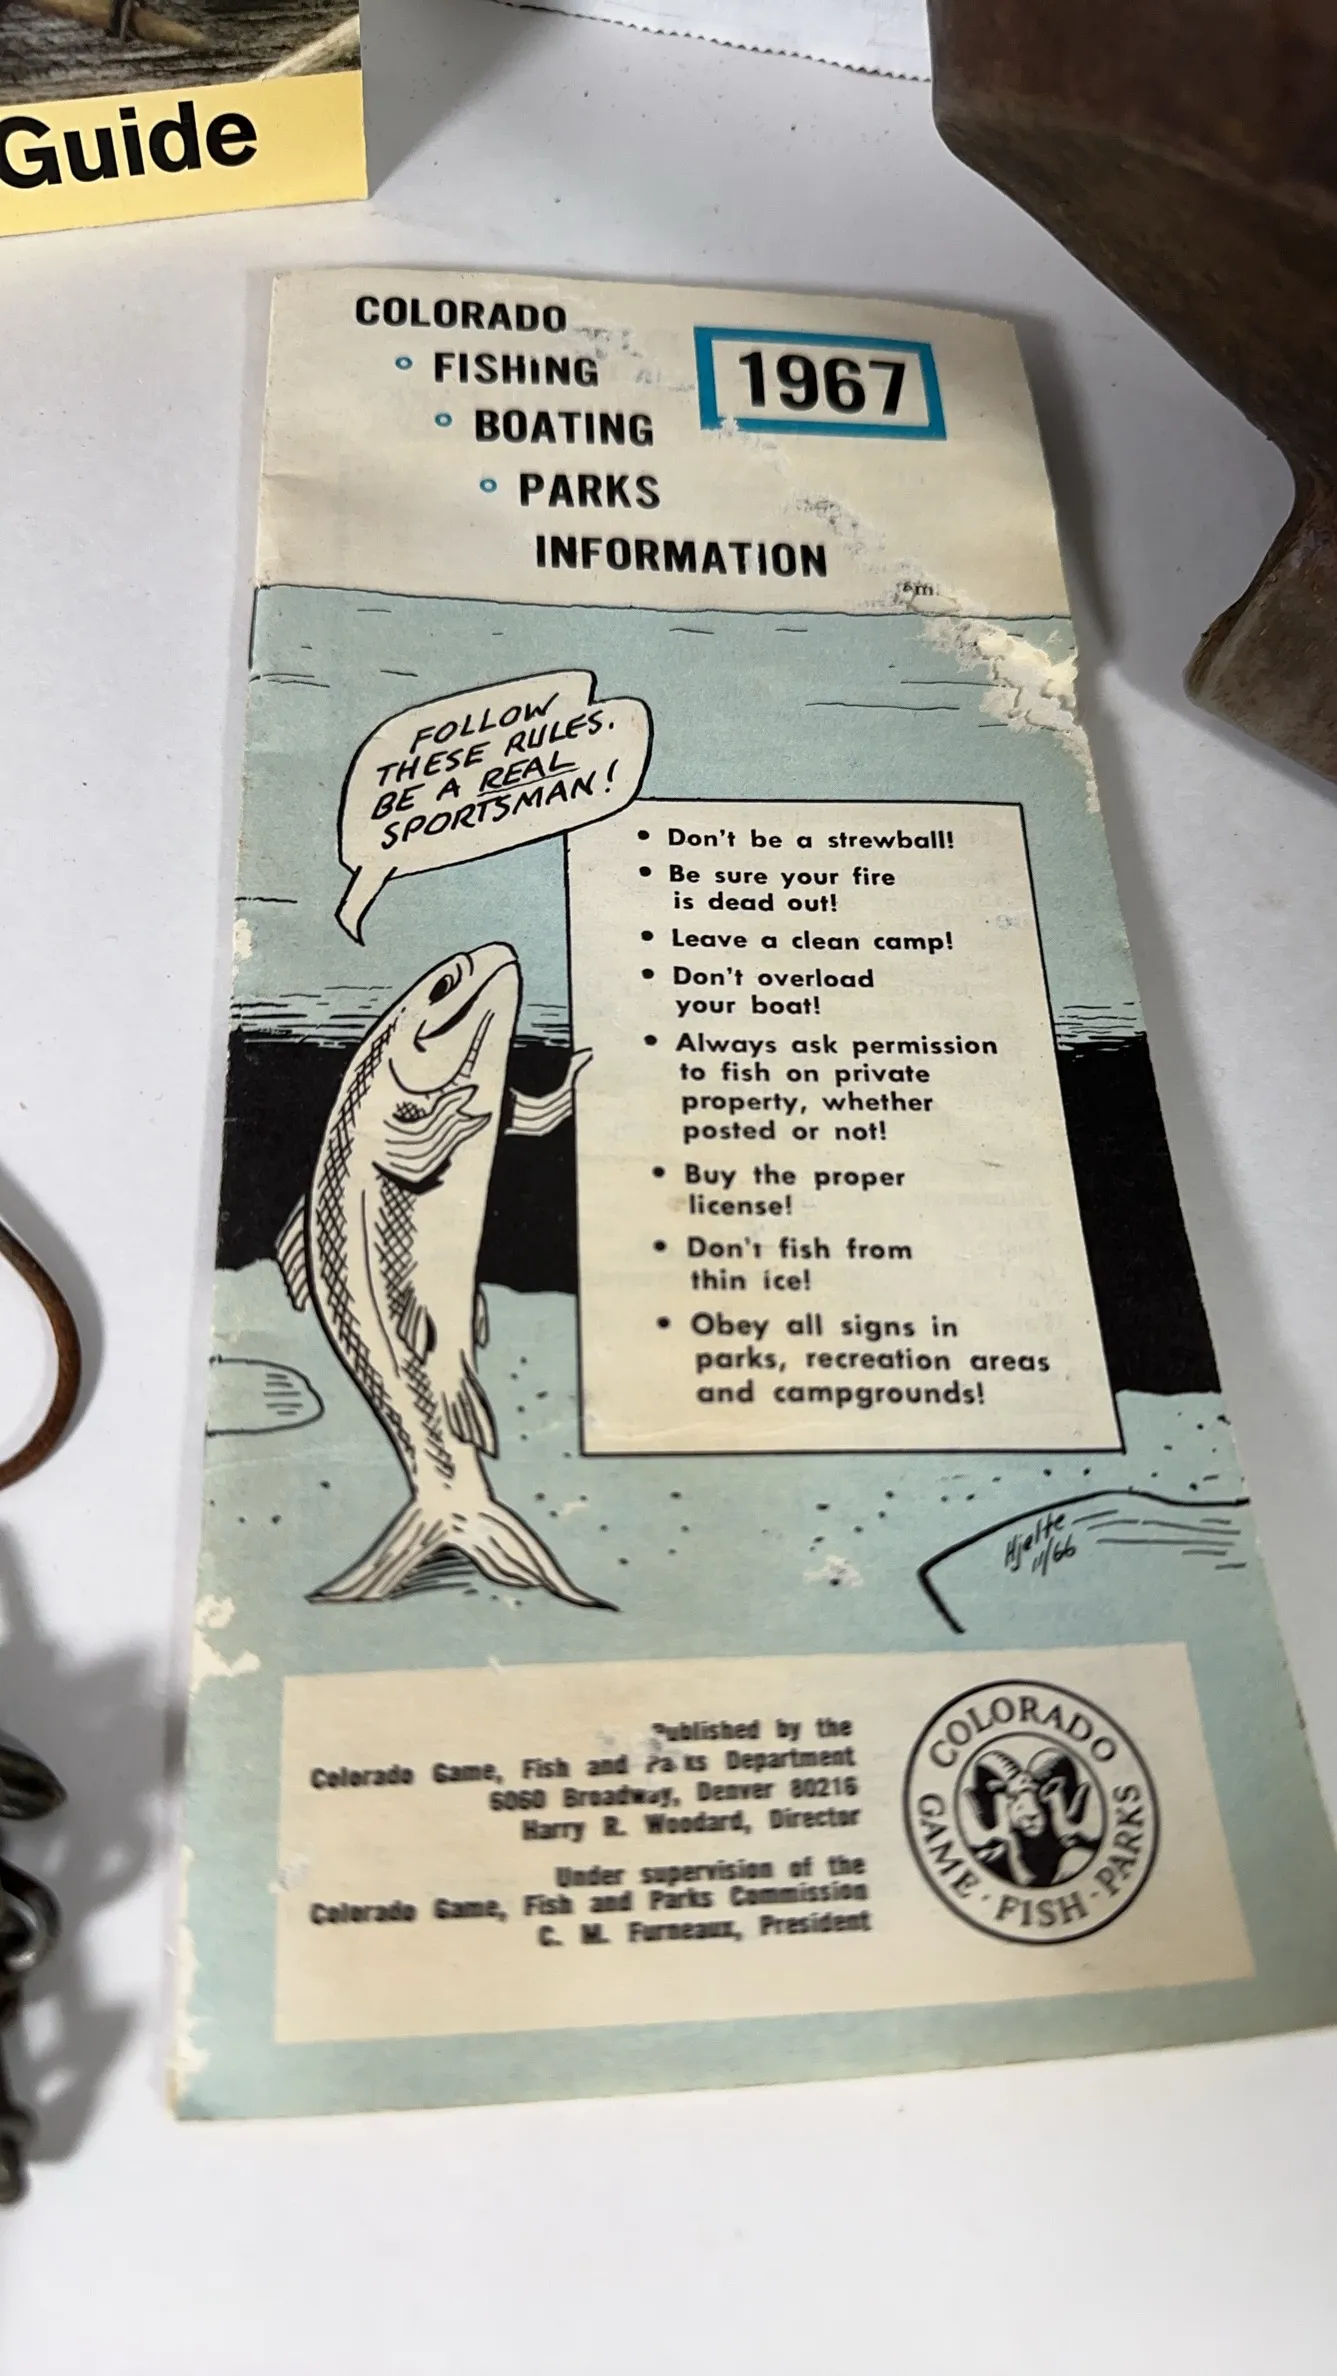 Guide
COLORADO
FISHING
BOATING
PARKS
INFORMATION
1967
FOLLOW
THESE RULES.
BE A REAL
SPORTSMAN!
• Don't be a strewball!
• Be sure your fire
is dead out!
• Leave a clean camp!
• Don't overload
your boat!
• Always ask permission
to fish on private
property, whether
posted or not!
• Buy the proper
license!
• Don't fish from
thin ice!
• Obey all signs in
parks, recreation areas
and campgrounds!
Hjelte
11/66
Published by the
Colorado Game, Fish and Parks Department
6060 Broadway, Denver 80216
Harry R. Woodard, Director
Under supervision of the
Colorado Game, Fish and Parks Commission
C. M. Furneaux, President
COLORADO
GAME · FISH · PARKS